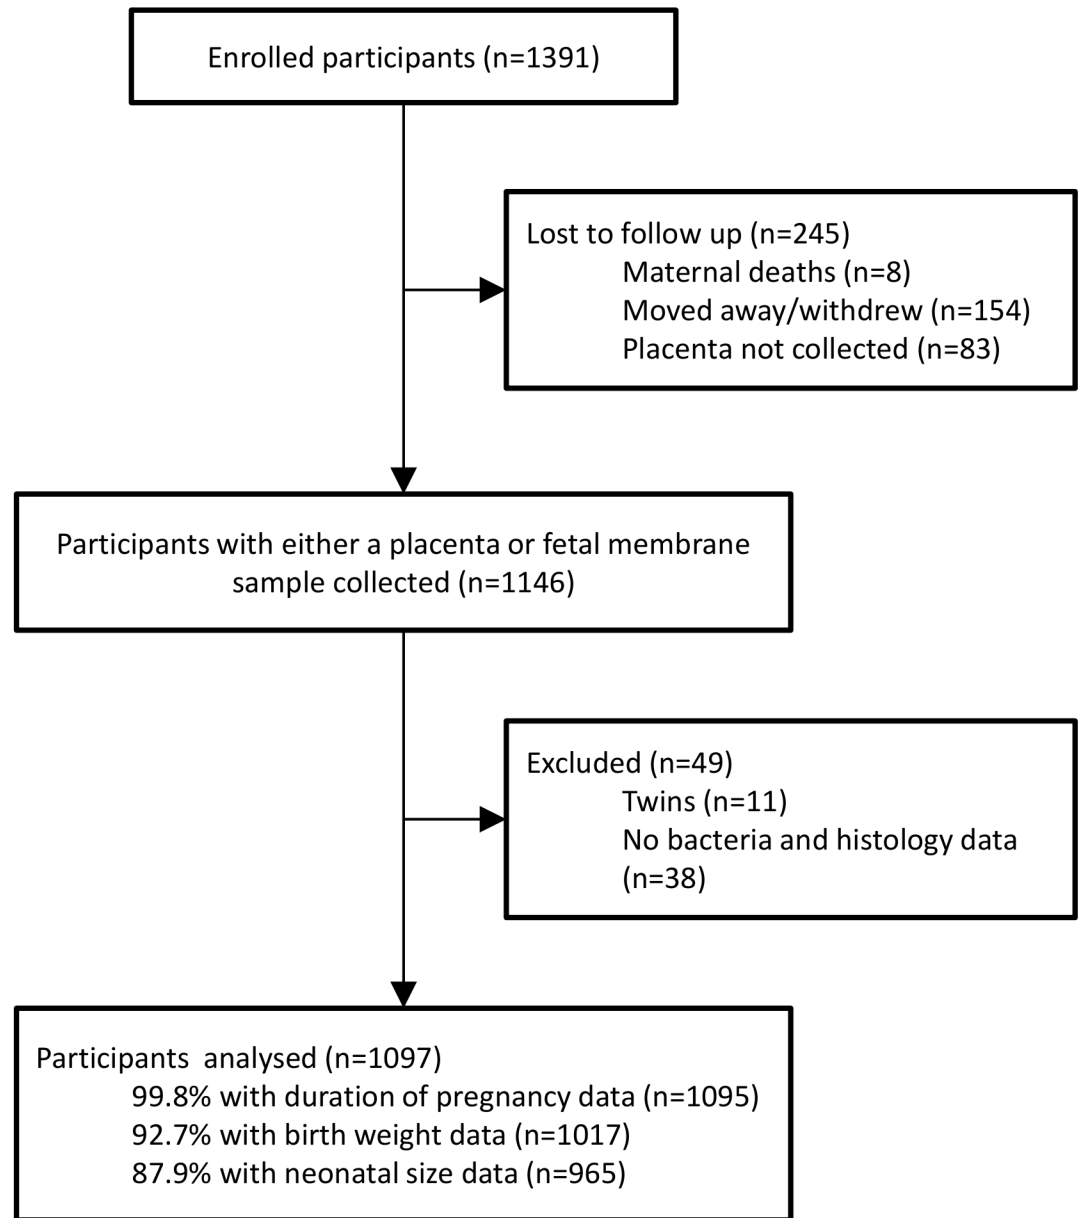 Enrolled participants (n=1391)
Lost to follow up (n=245)
Maternal deaths (n=8)
Moved away/withdrew (n=154)
Placenta not collected (n=83)
Participants with either a placenta or fetal membrane
sample collected (n=1146)
Excluded (n=49)
Twins (n=11)
No bacteria and histology data
(n=38)
Participants  analysed (n=1097)
99.8% with duration of pregnancy data (n=1095)
92.7% with birth weight data (n=1017)
87.9% with neonatal size data (n=965)